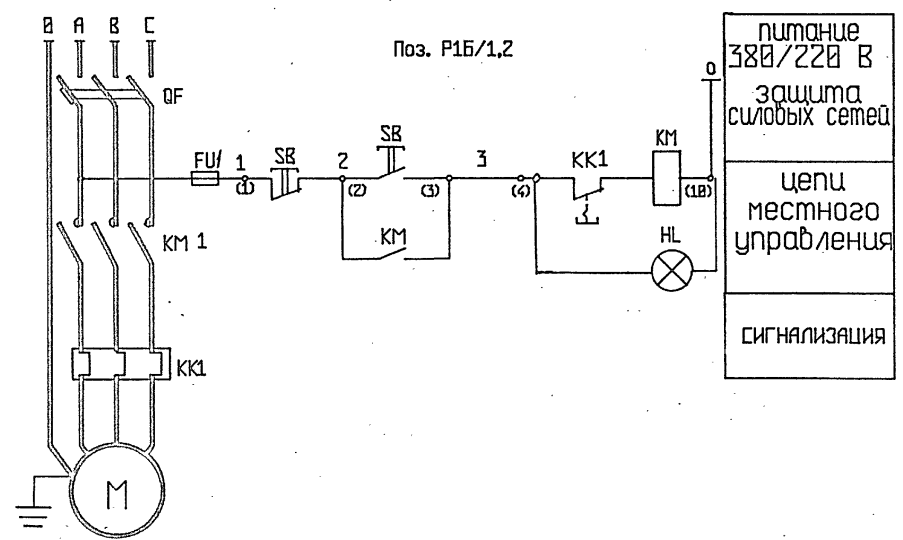 0 A B C
Поз. Р1Б/1,2
QF
0
FU1
1
SB
2
SB
3
KK1
KM
(1)
(2)
(3)
(4)
(10)
KM 1
KM
HL
KK1
M
питание
380/220 В
защита
силовых сетей
цепи
местного
управления
СИГНАЛИЗАЦИЯ